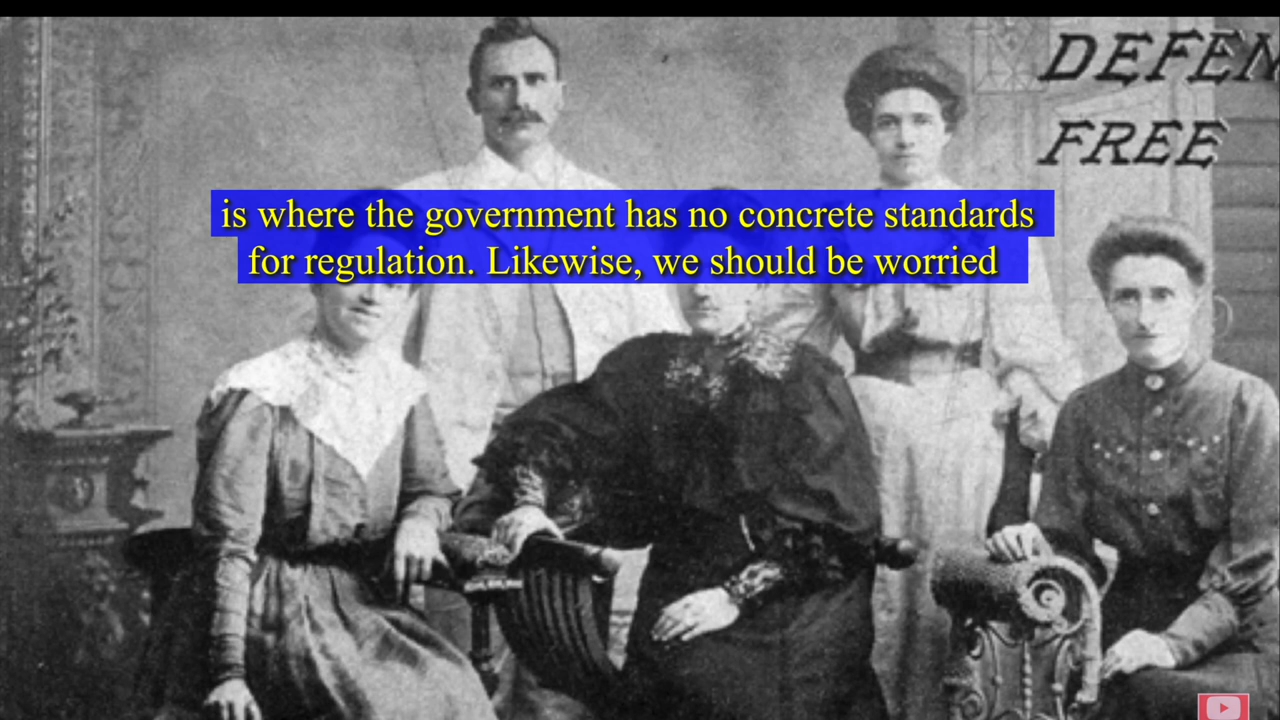 DEFEN
FREE
is where the government has no concrete standards
for regulation. Likewise, we should be worried